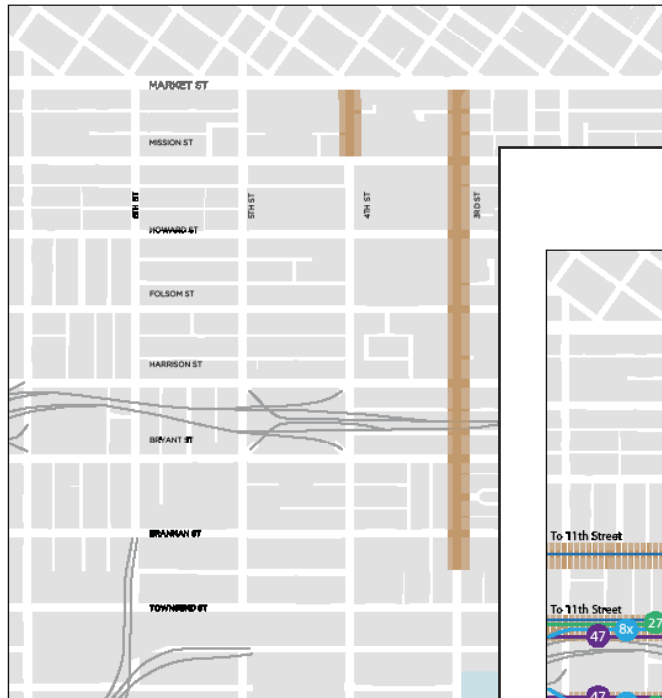 MARKET ST
MISSION ST
6TH ST
5TH ST
4TH ST
3RD ST
HOWARD ST
FOLSOM ST
HARRISON ST
BRYANT ST
BRANNAN ST
To 11th Street
TOWNSEND ST
To 11th Street
27
8x
47
47